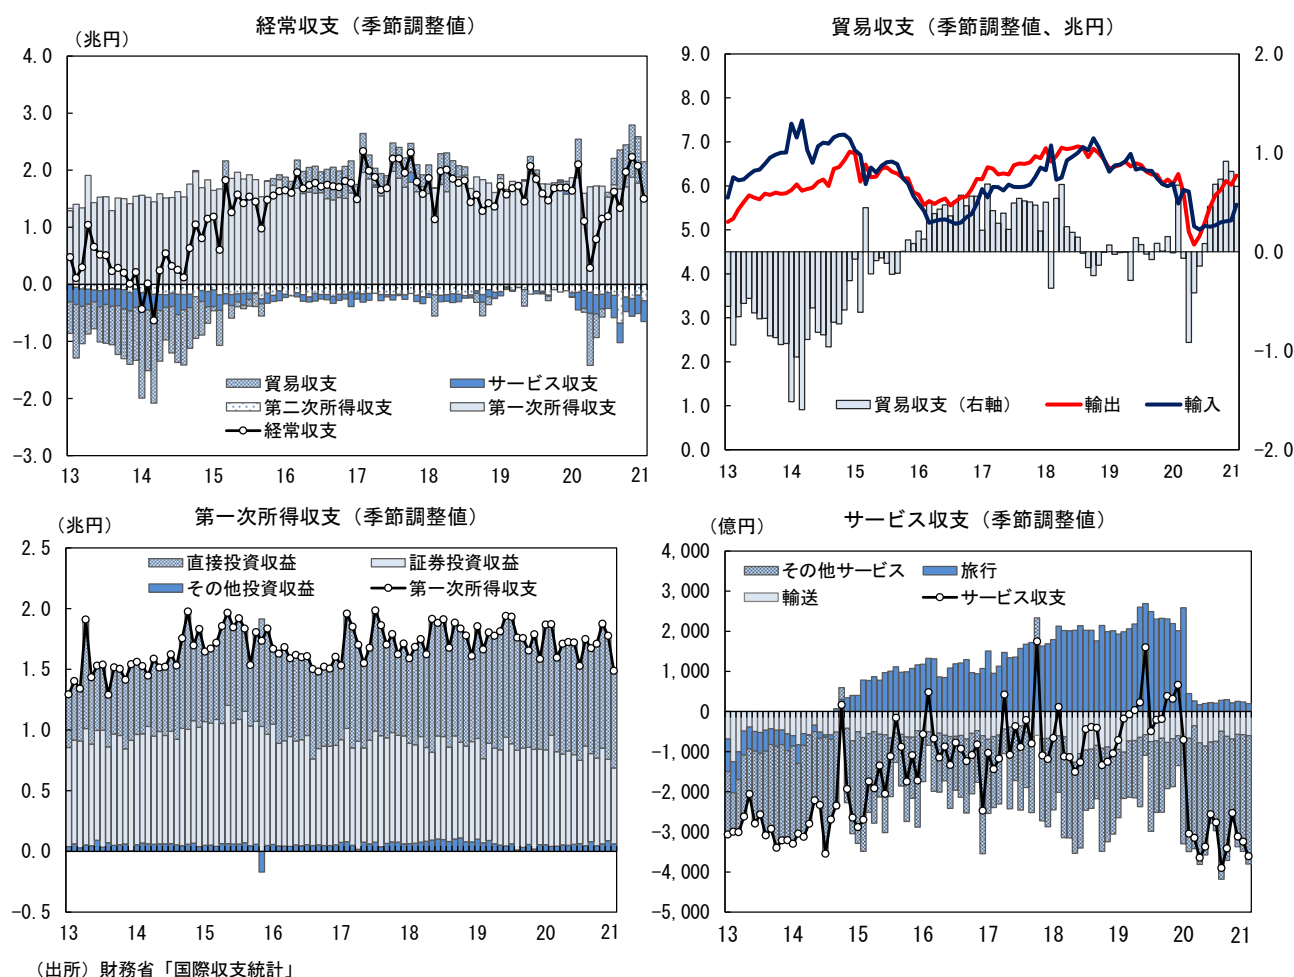 経常収支（季節調整値）
（兆円）
4.0
3.0
2.0
1.0
0.0
-1.0
-2.0
-3.0
貿易収支
サービス収支
第二次所得収支
第一次所得収支
経常収支
13 14 15 16 17 18 19 20 21
貿易収支（季節調整値、兆円）
9.0
8.0
7.0
6.0
5.0
4.0
3.0
2.0
1.0
0.0
2.0
1.0
0.0
-1.0
-2.0
貿易収支（右軸）
輸出
輸入
13 14 15 16 17 18 19 20 21
第一次所得収支（季節調整値）
（兆円）
2.5
2.0
1.5
1.0
0.5
0.0
-0.5
直接投資収益
証券投資収益
その他投資収益
第一次所得収支
13 14 15 16 17 18 19 20 21
サービス収支（季節調整値）
（億円）
4,000
3,000
2,000
1,000
0
-1,000
-2,000
-3,000
-4,000
-5,000
その他サービス
旅行
輸送
サービス収支
13 14 15 16 17 18 19 20 21
（出所）財務省「国際収支統計」